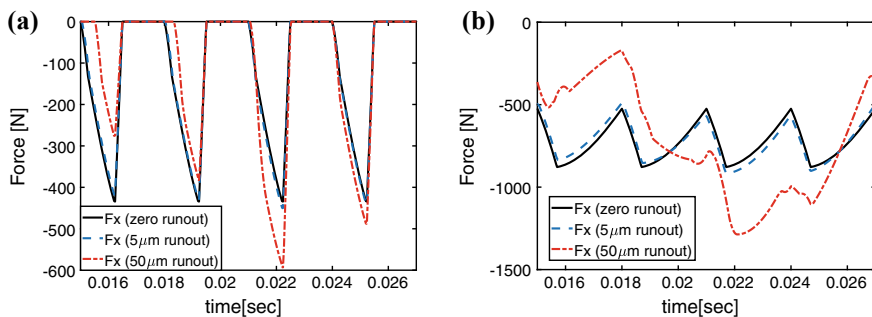 (a)
0
-100
-200
-300
-400
-500
-600
Force [N]
Fx (zero runout)
Fx (5μm runout)
Fx (50μm runout)
0.016 0.018 0.02 0.022 0.024 0.026
time[sec]
(b)
0
-500
-1000
-1500
Force [N]
Fx (zero runout)
Fx (5μm runout)
Fx (50μm runout)
0.016 0.018 0.02 0.022 0.024 0.026
time[sec]